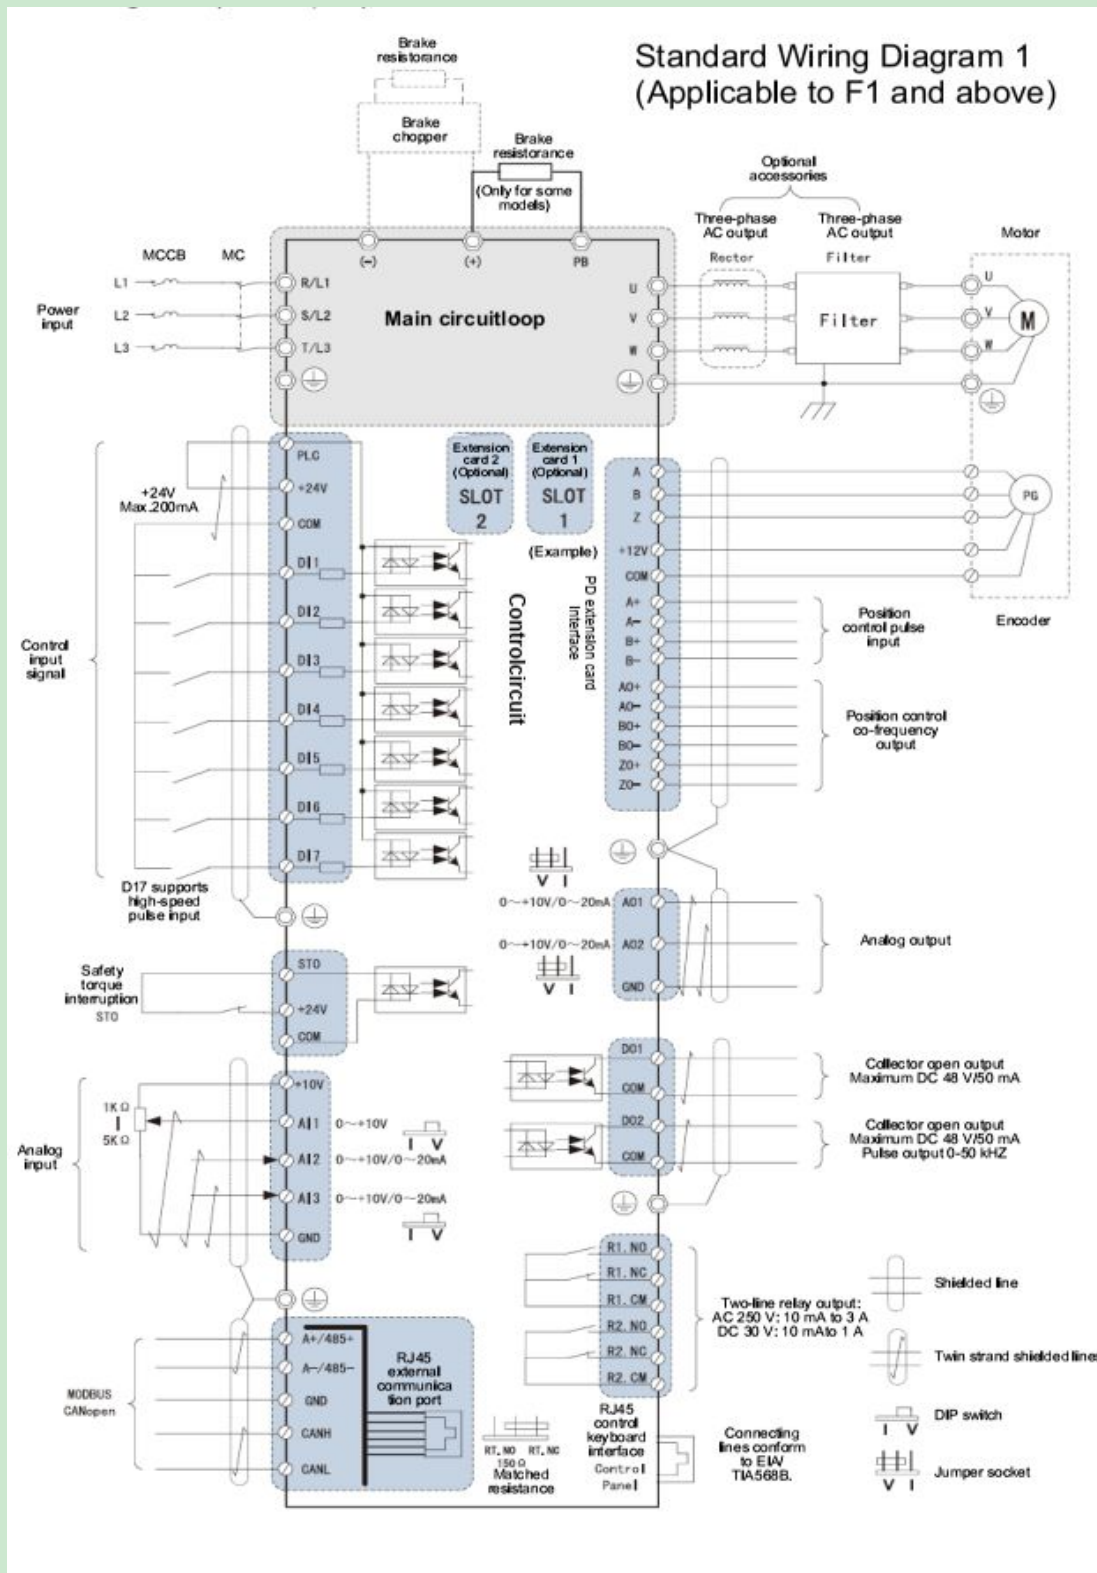 Standard Wiring Diagram 1
(Applicable to F1 and above)
Brake
resistorance
Brake
chopper
Brake
resistorance
(Only for some
models)
Optional
accessories
Three-phase
AC output
Rector
Three-phase
AC output
Filter
Motor
MCCB
MC
(-)
(+)
PB
Power
input
L1
L2
L3
R/L1
S/L2
T/L3
Main circuitloop
U
V
W
Filter
U
V
W
M
Control
input
signal
+24V
Max.200mA
PLC
+24V
COM
DI1
DI2
DI3
DI4
DI5
DI6
DI7
D17 supports
high-speed
pulse input
Extension
card 2
(Optional)
SLOT
2
Extension
card 1
(Optional)
SLOT
1
(Example)
Controlcircuit
PD extension card
Interface
A
B
Z
+12V
COM
A+
A-
B+
B-
AO+
AO-
BO+
BO-
ZO+
ZO-
PG
Encoder
Position
control pulse
input
Position control
co-frequency
output
Safety
torque
interruption
STO
STO
+24V
COM
V I
0~+10V/0~20mA
AO1
0~+10V/0~20mA
AO2
V I
GND
Analog output
Analog
input
1KΩ
|
5KΩ
+10V
AI1
0~+10V
I V
AI2
0~+10V/0~20mA
AI3
0~+10V/0~20mA
I V
GND
DO1
COM
DO2
COM
Collector open output
Maximum DC 48 V/50 mA
Collector open output
Maximum DC 48 V/50 mA
Pulse output 0-50 kHZ
R1.NO
R1.NC
R1.CM
R2.NO
R2.NC
R2.CM
Two-line relay output:
AC 250 V: 10 mA to 3 A
DC 30 V: 10 mAto 1 A
MODBUS
CANopen
A+/485+
A-/485-
GND
CANH
CANL
RJ45
external
communica
tion port
RT.NO
RT.NC
150Ω
Matched
resistance
RJ45
control
keyboard
interface
Control
Panel
Connecting
lines conform
to EIA/
TIA568B.
Shielded line
Twin strand shielded lines
DIP switch
I V
Jumper socket
V I